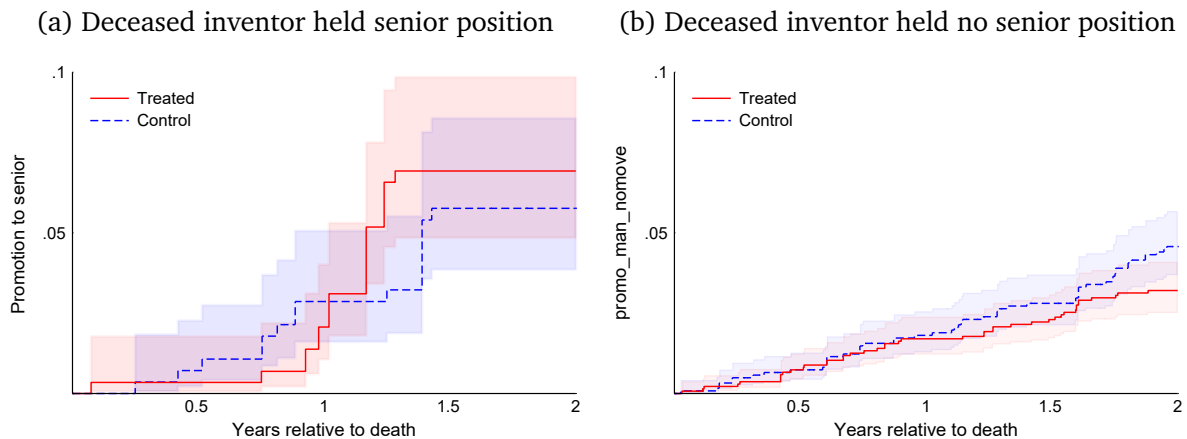 (a) Deceased inventor held senior position
.1
Treated
Control
Promotion to senior
.05
0.5
1
1.5
2
Years relative to death
(b) Deceased inventor held no senior position
.1
Treated
Control
promo_man_nomove
.05
0.5
1
1.5
2
Years relative to death